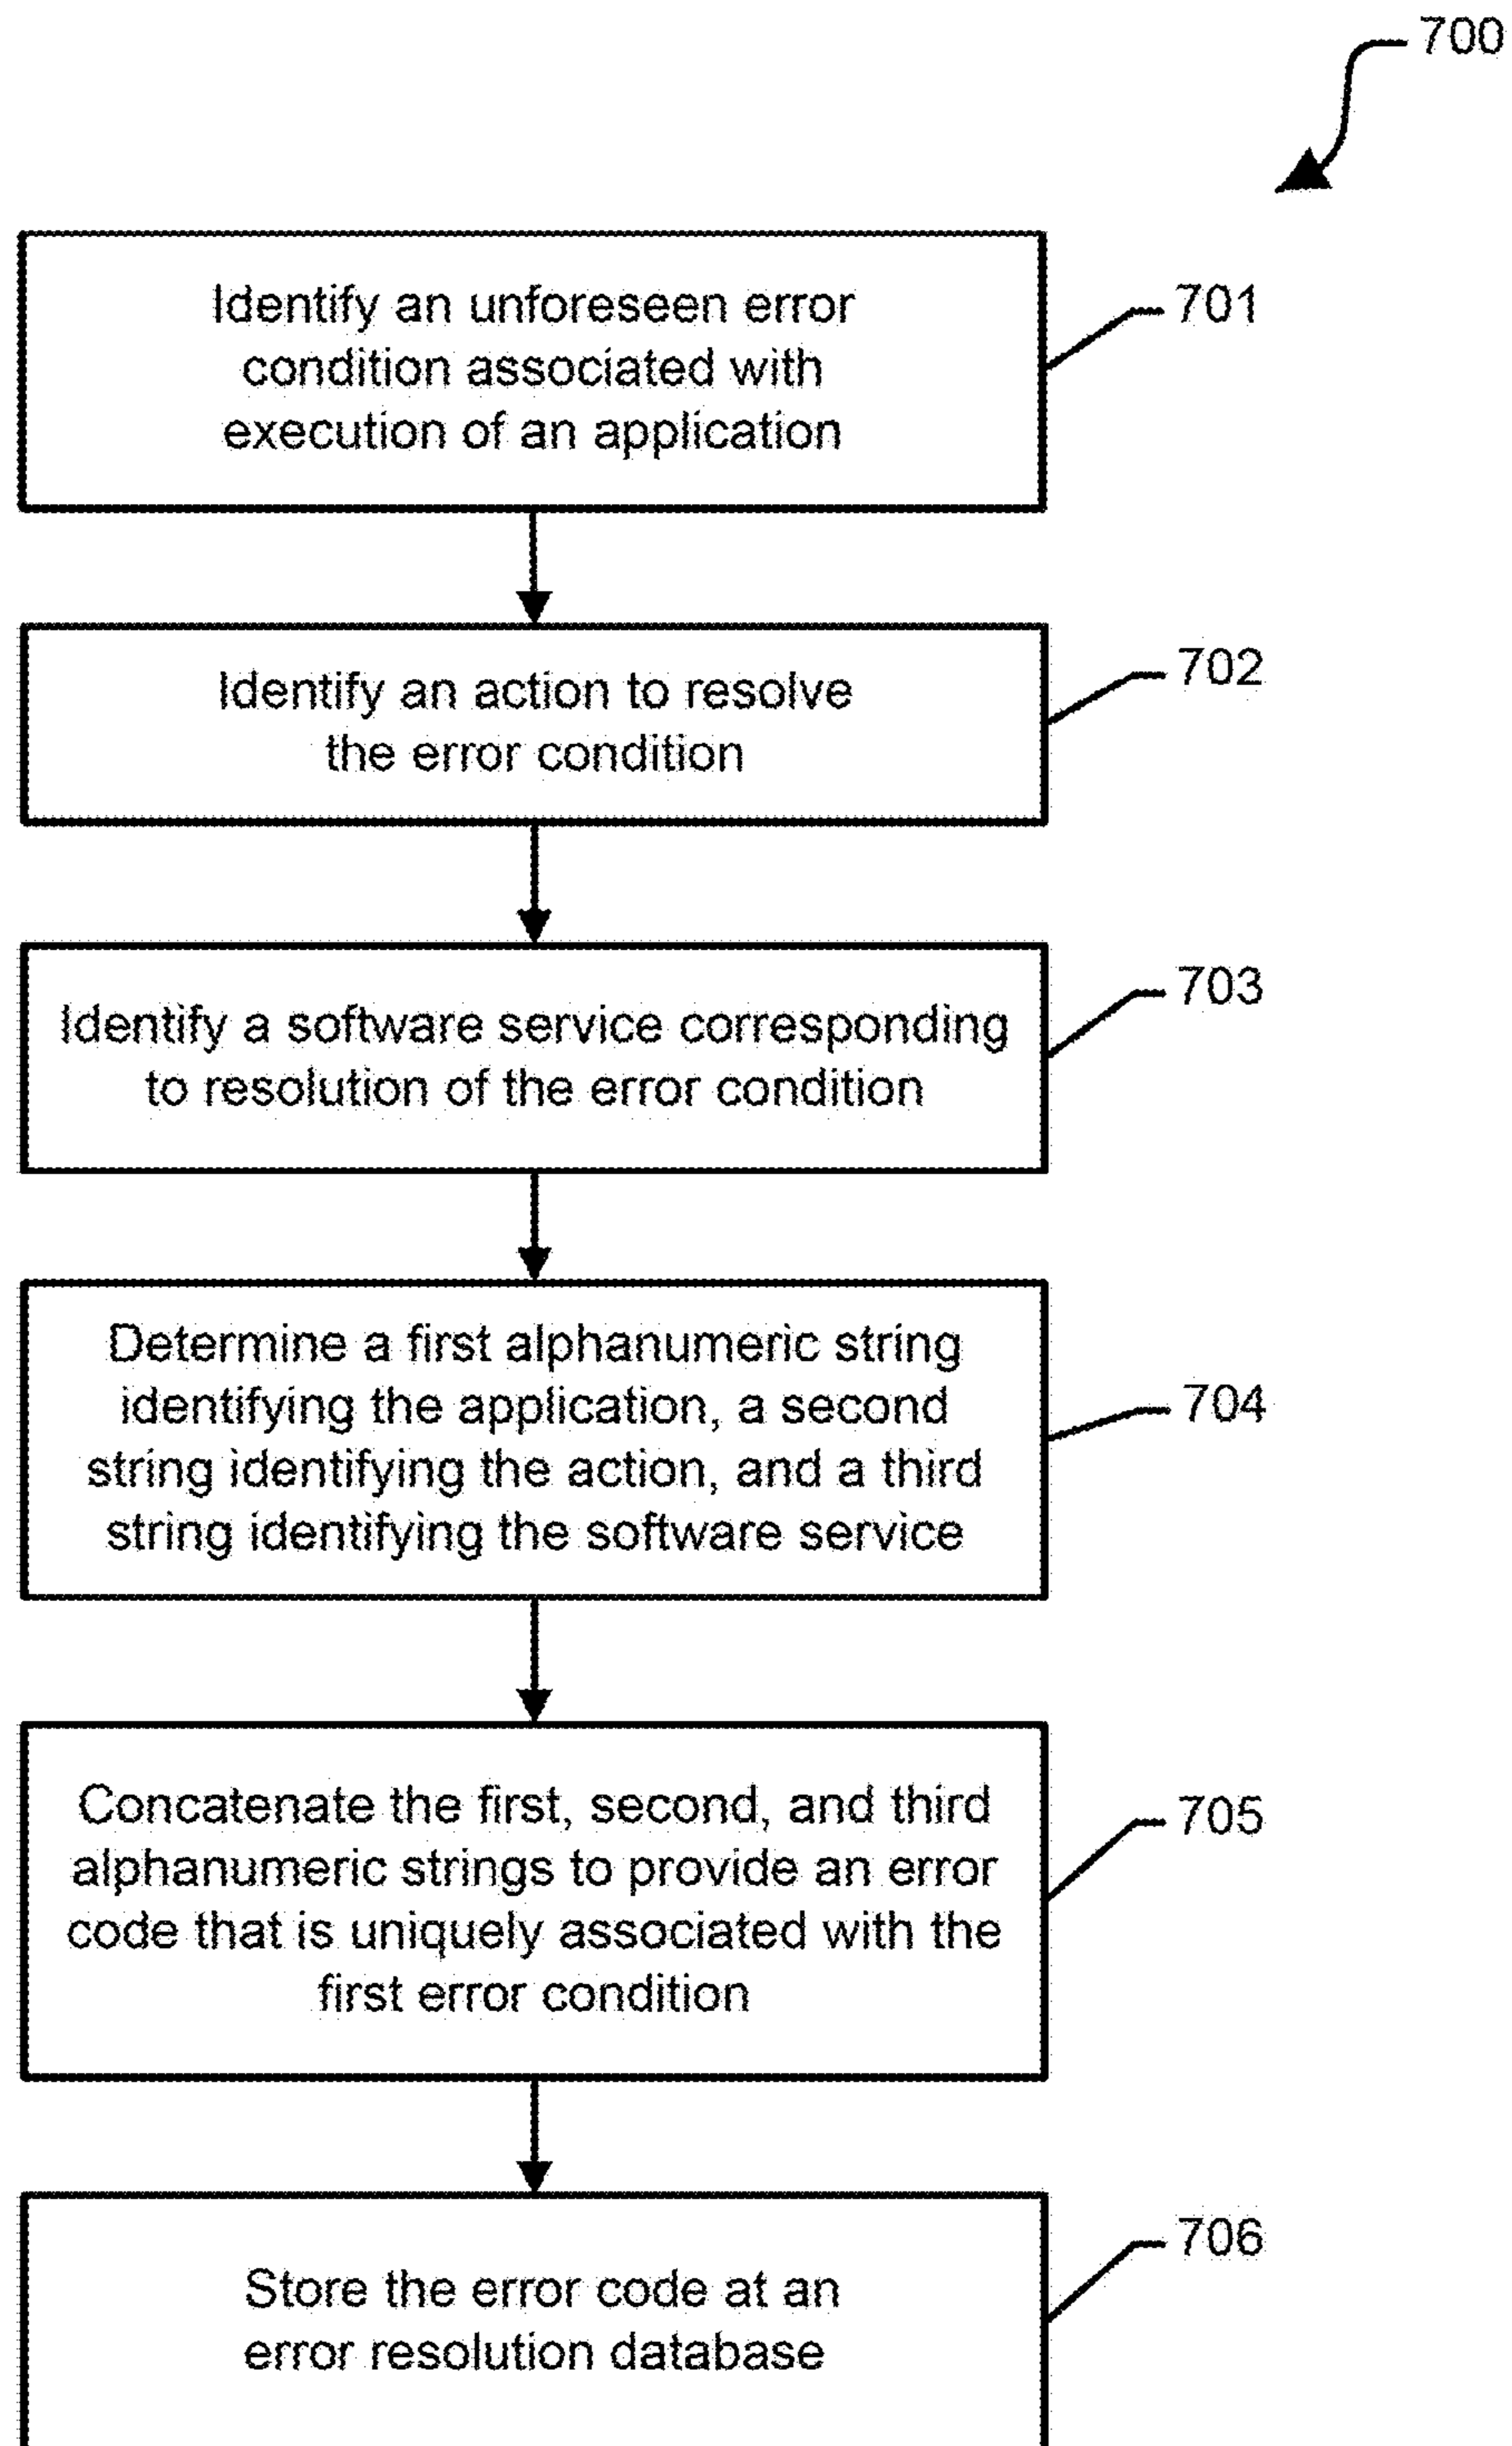 700
Identify an unforeseen error
condition associated with
execution of an application
701
Identify an action to resolve
the error condition
702
Identify a software service corresponding
to resolution of the error condition
703
Determine a first alphanumeric string
identifying the application, a second
string identifying the action, and a third
string identifying the software service
704
Concatenate the first, second, and third
alphanumeric strings to provide an error
code that is uniquely associated with the
first error condition
705
Store the error code at an
error resolution database
706